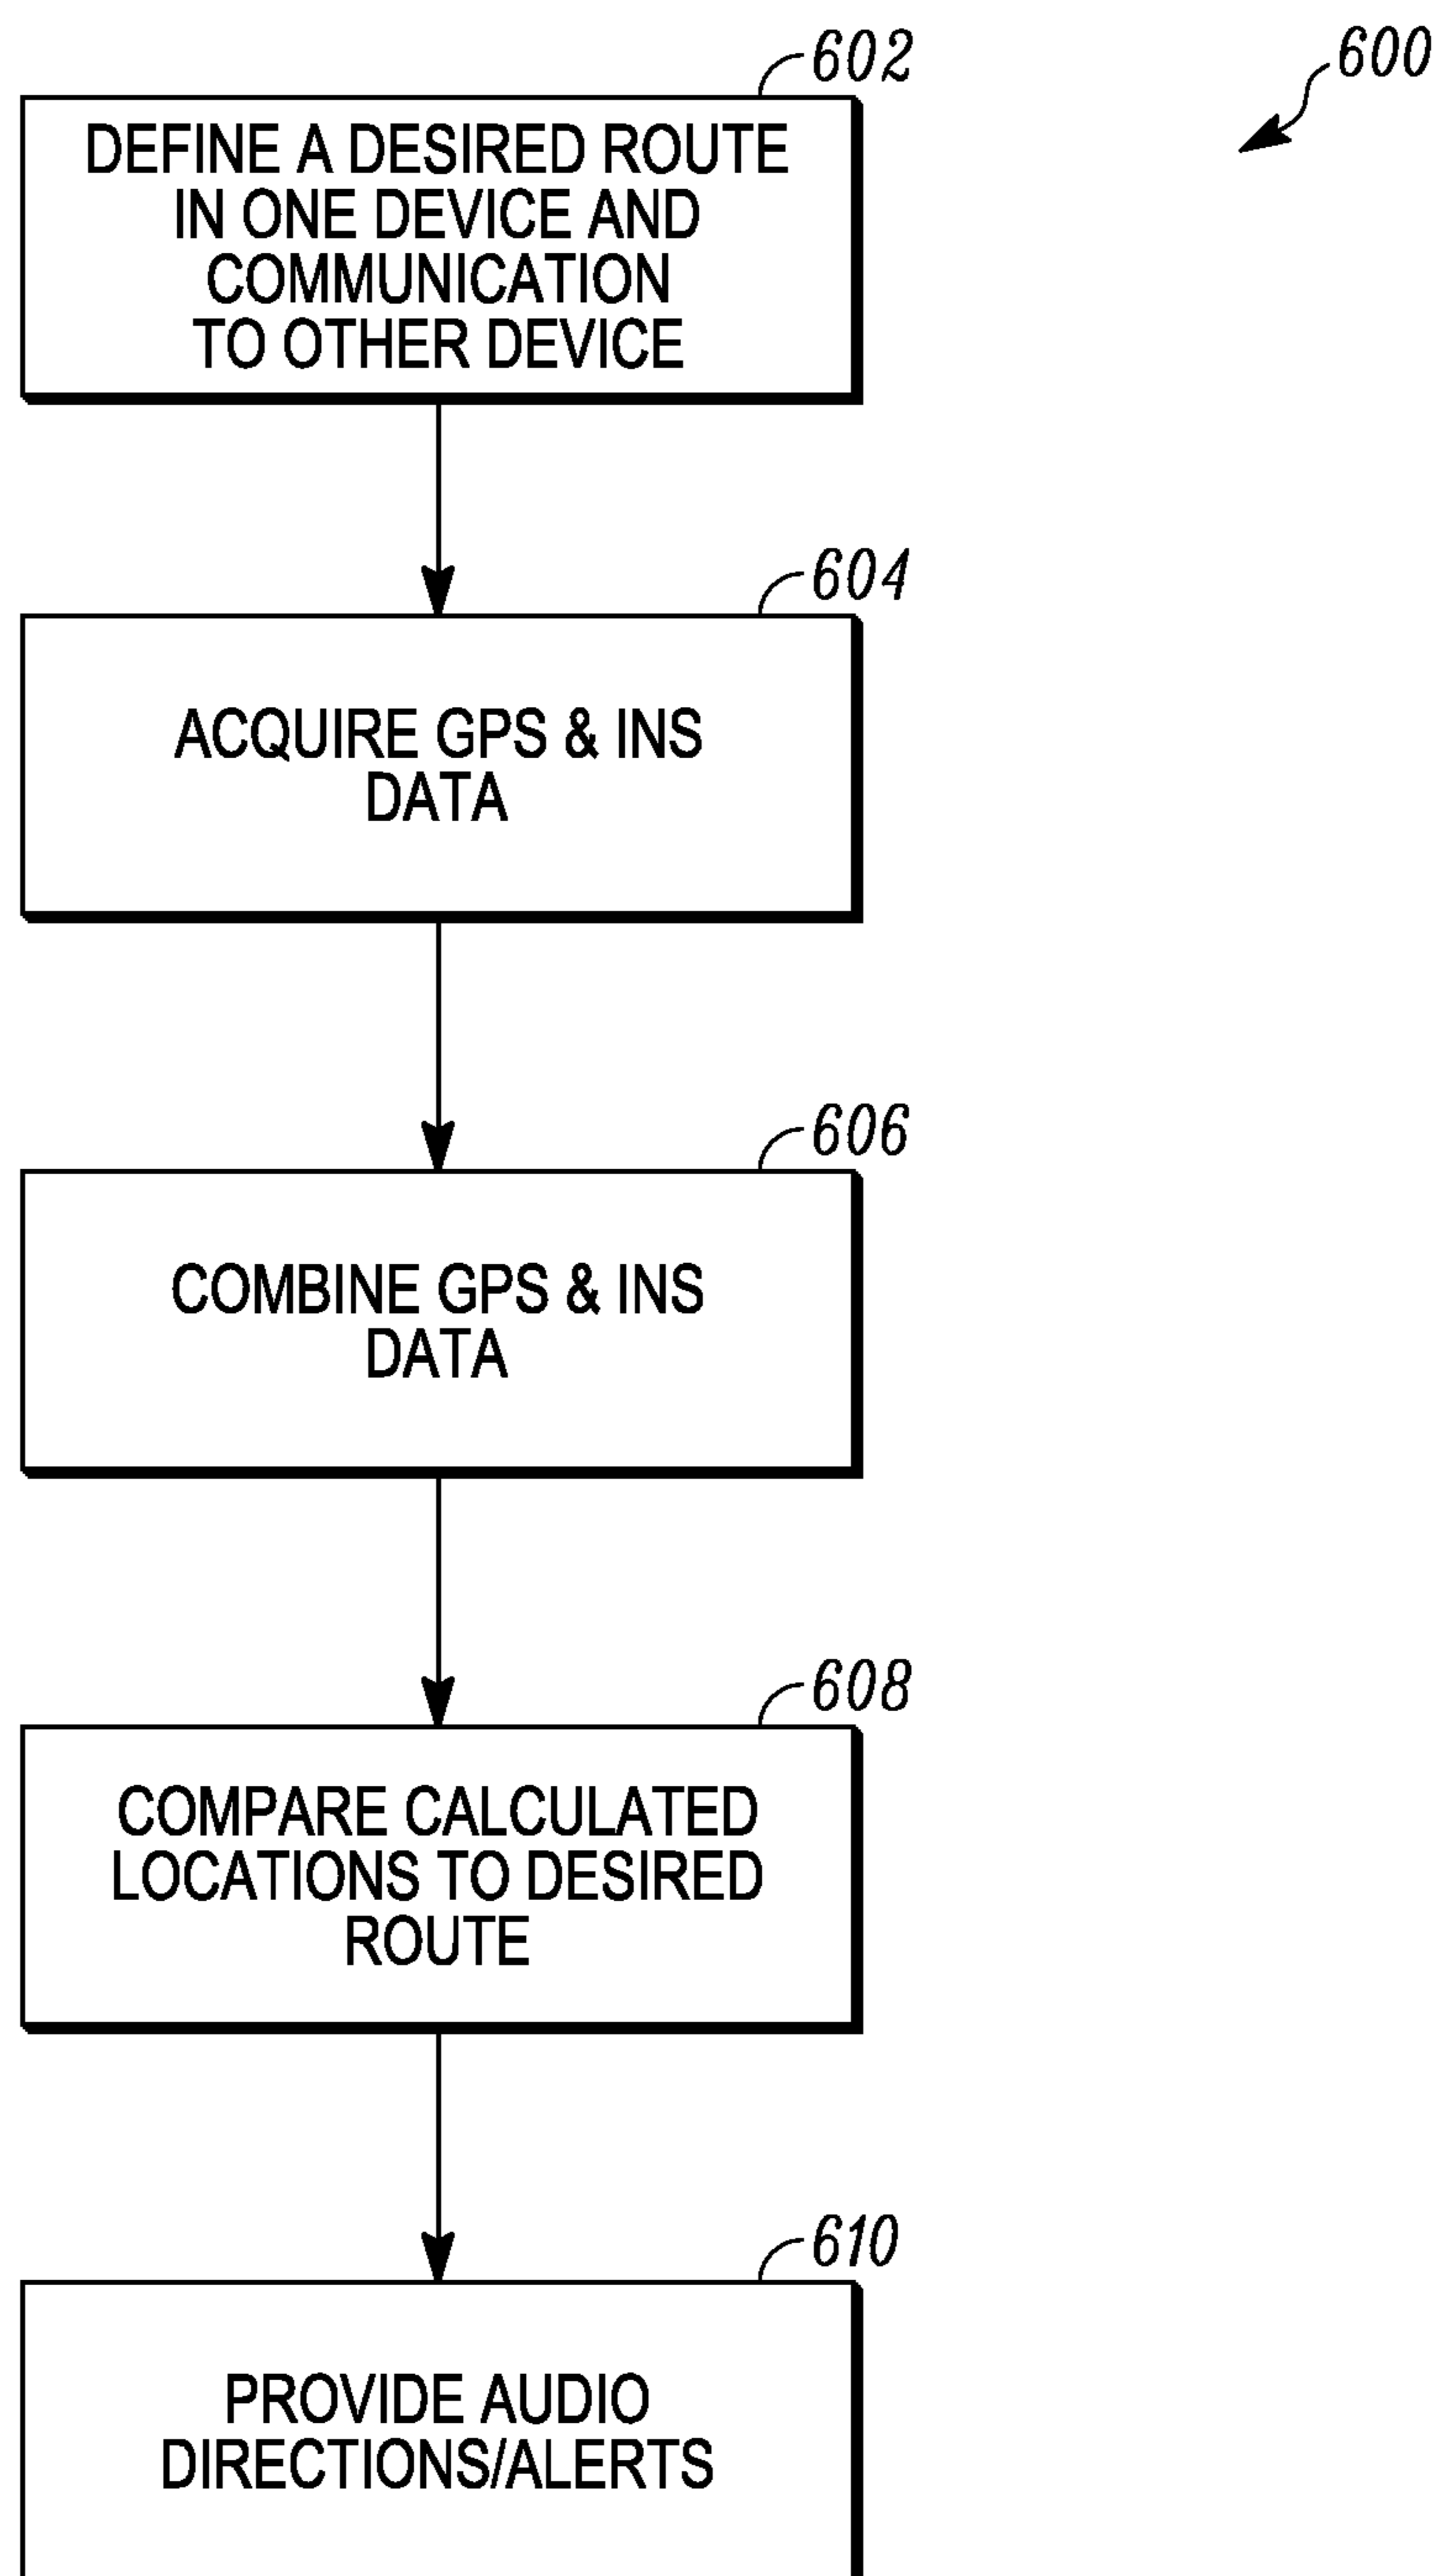 602
600
DEFINE A DESIRED ROUTE
IN ONE DEVICE AND
COMMUNICATION
TO OTHER DEVICE
604
ACQUIRE GPS & INS
DATA
606
COMBINE GPS & INS
DATA
608
COMPARE CALCULATED
LOCATIONS TO DESIRED
ROUTE
610
PROVIDE AUDIO
DIRECTIONS/ALERTS